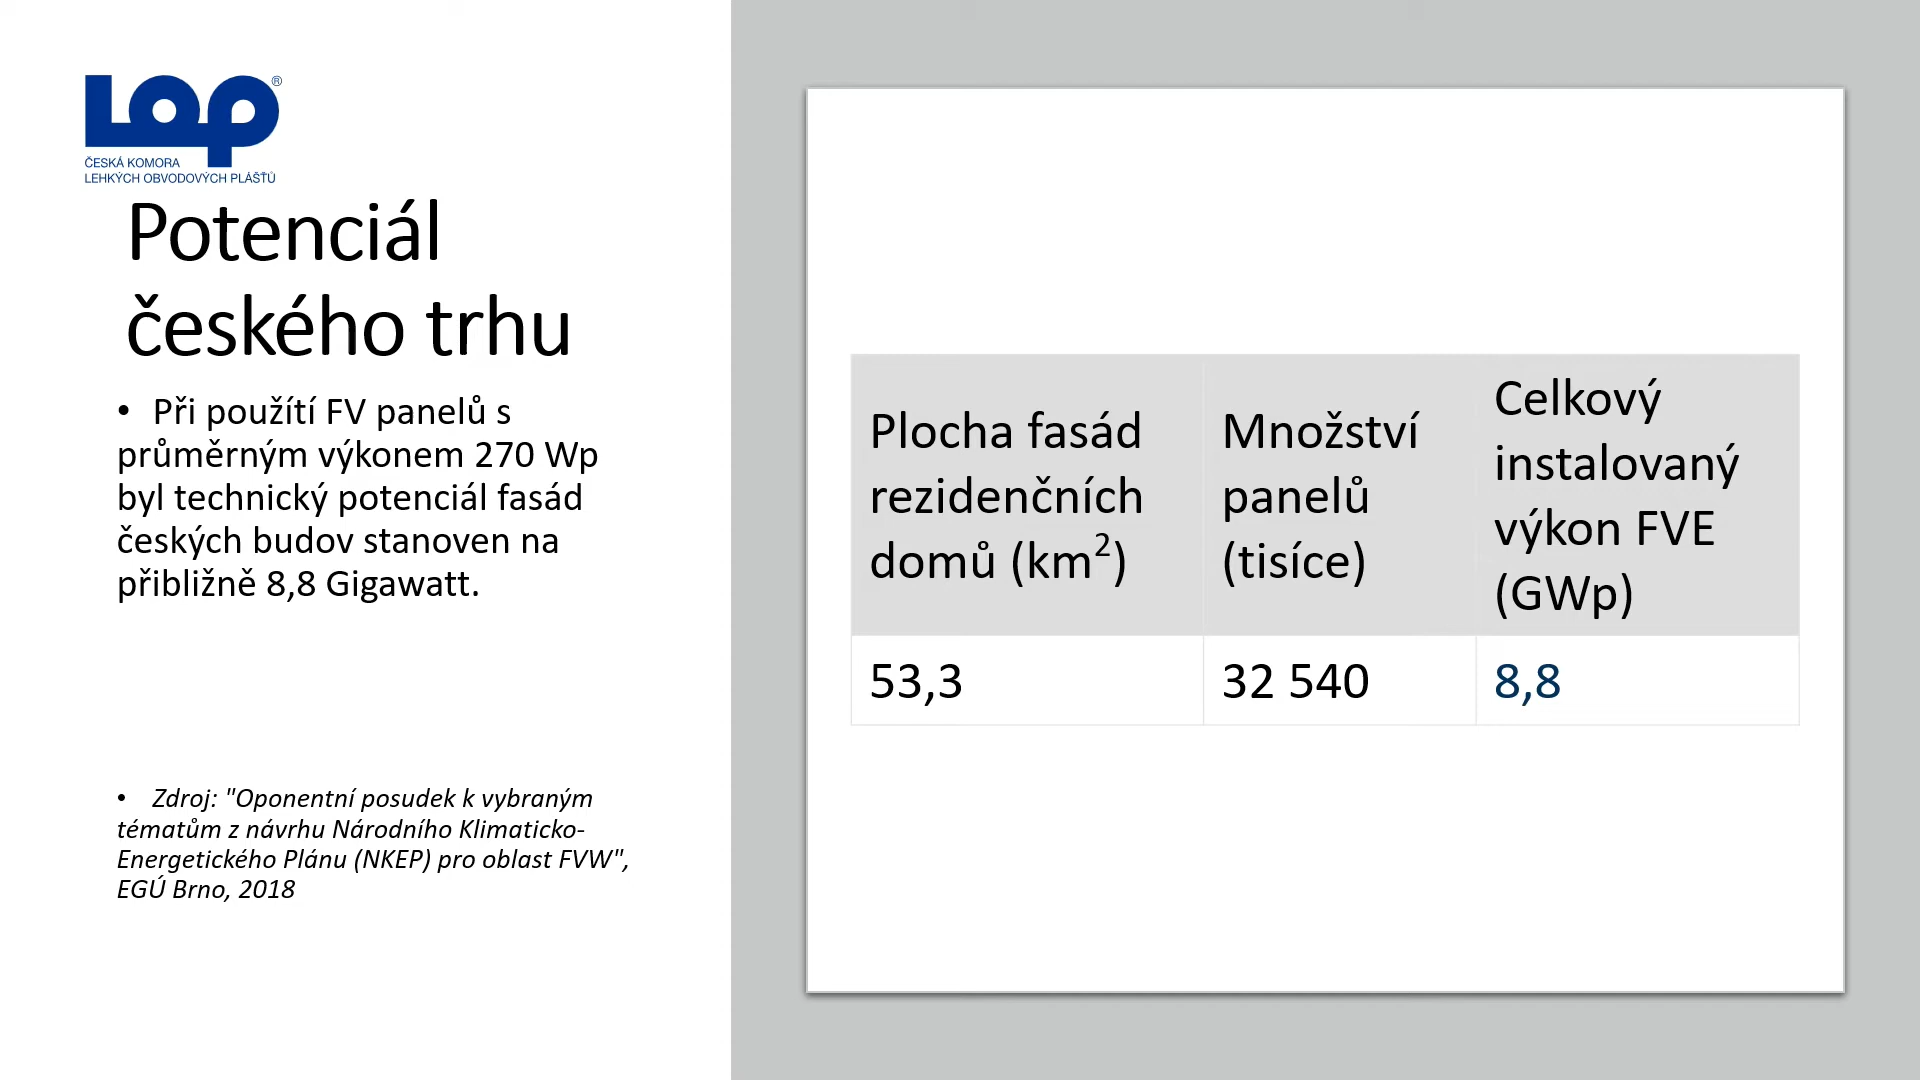 Lop®
ČESKÁ KOMORA
LEHKÝCH OBVODOVÝCH PLÁŠŤŮ
Potenciál
českého trhu
• Při použítí FV panelů s
průměrným výkonem 270 Wp
byl technický potenciál fasád
českých budov stanoven na
přibližně 8,8 Gigawatt.
• Zdroj: "Oponentní posudek k vybraným
tématům z návrhu Národního Klimaticko-
Energetického Plánu (NKEP) pro oblast FVW",
EGÚ Brno, 2018
Plocha fasád
rezidenčních
domů (km²)
Množství
panelů
(tisíce)
Celkový
instalovaný
výkon FVE
(GWp)
53,3
32 540
8,8